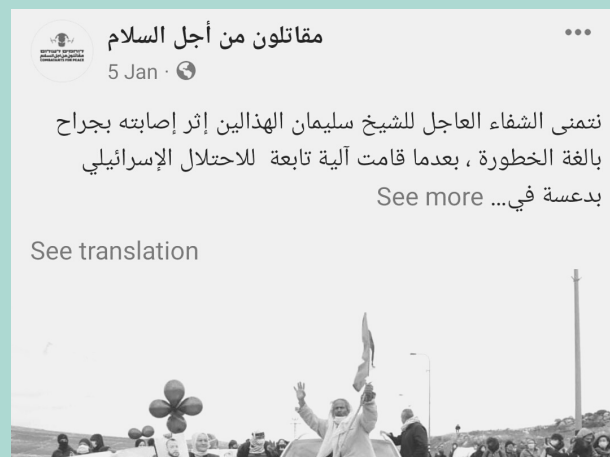 مقاتلون من أجل السلام
5 Jan
نتمنى الشفاء العاجل للشيخ سليمان الهذالين إثر إصابته بجراح
بالغة الخطورة ، بعدما قامت آلية تابعة للاحتلال الإسرائيلي
بدعسة في... See more
See translation